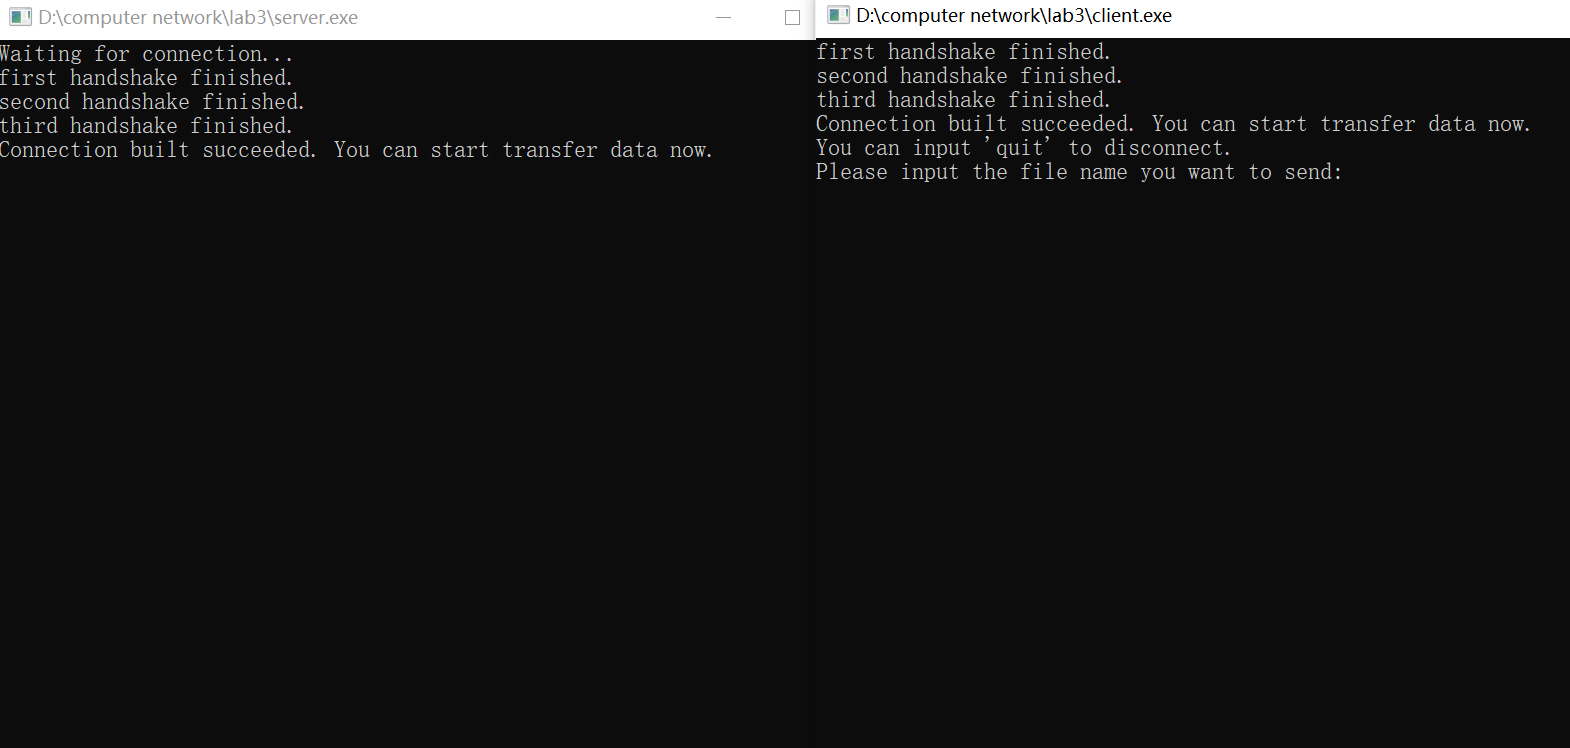 D:\computer network\lab3\server.exe
Waiting for connection...
first handshake finished.
second handshake finished.
third handshake finished.
Connection built succeeded. You can start transfer data now.
D:\computer network\lab3\client.exe
first handshake finished.
second handshake finished.
third handshake finished.
Connection built succeeded. You can start transfer data now.
You can input 'quit' to disconnect.
Please input the file name you want to send: